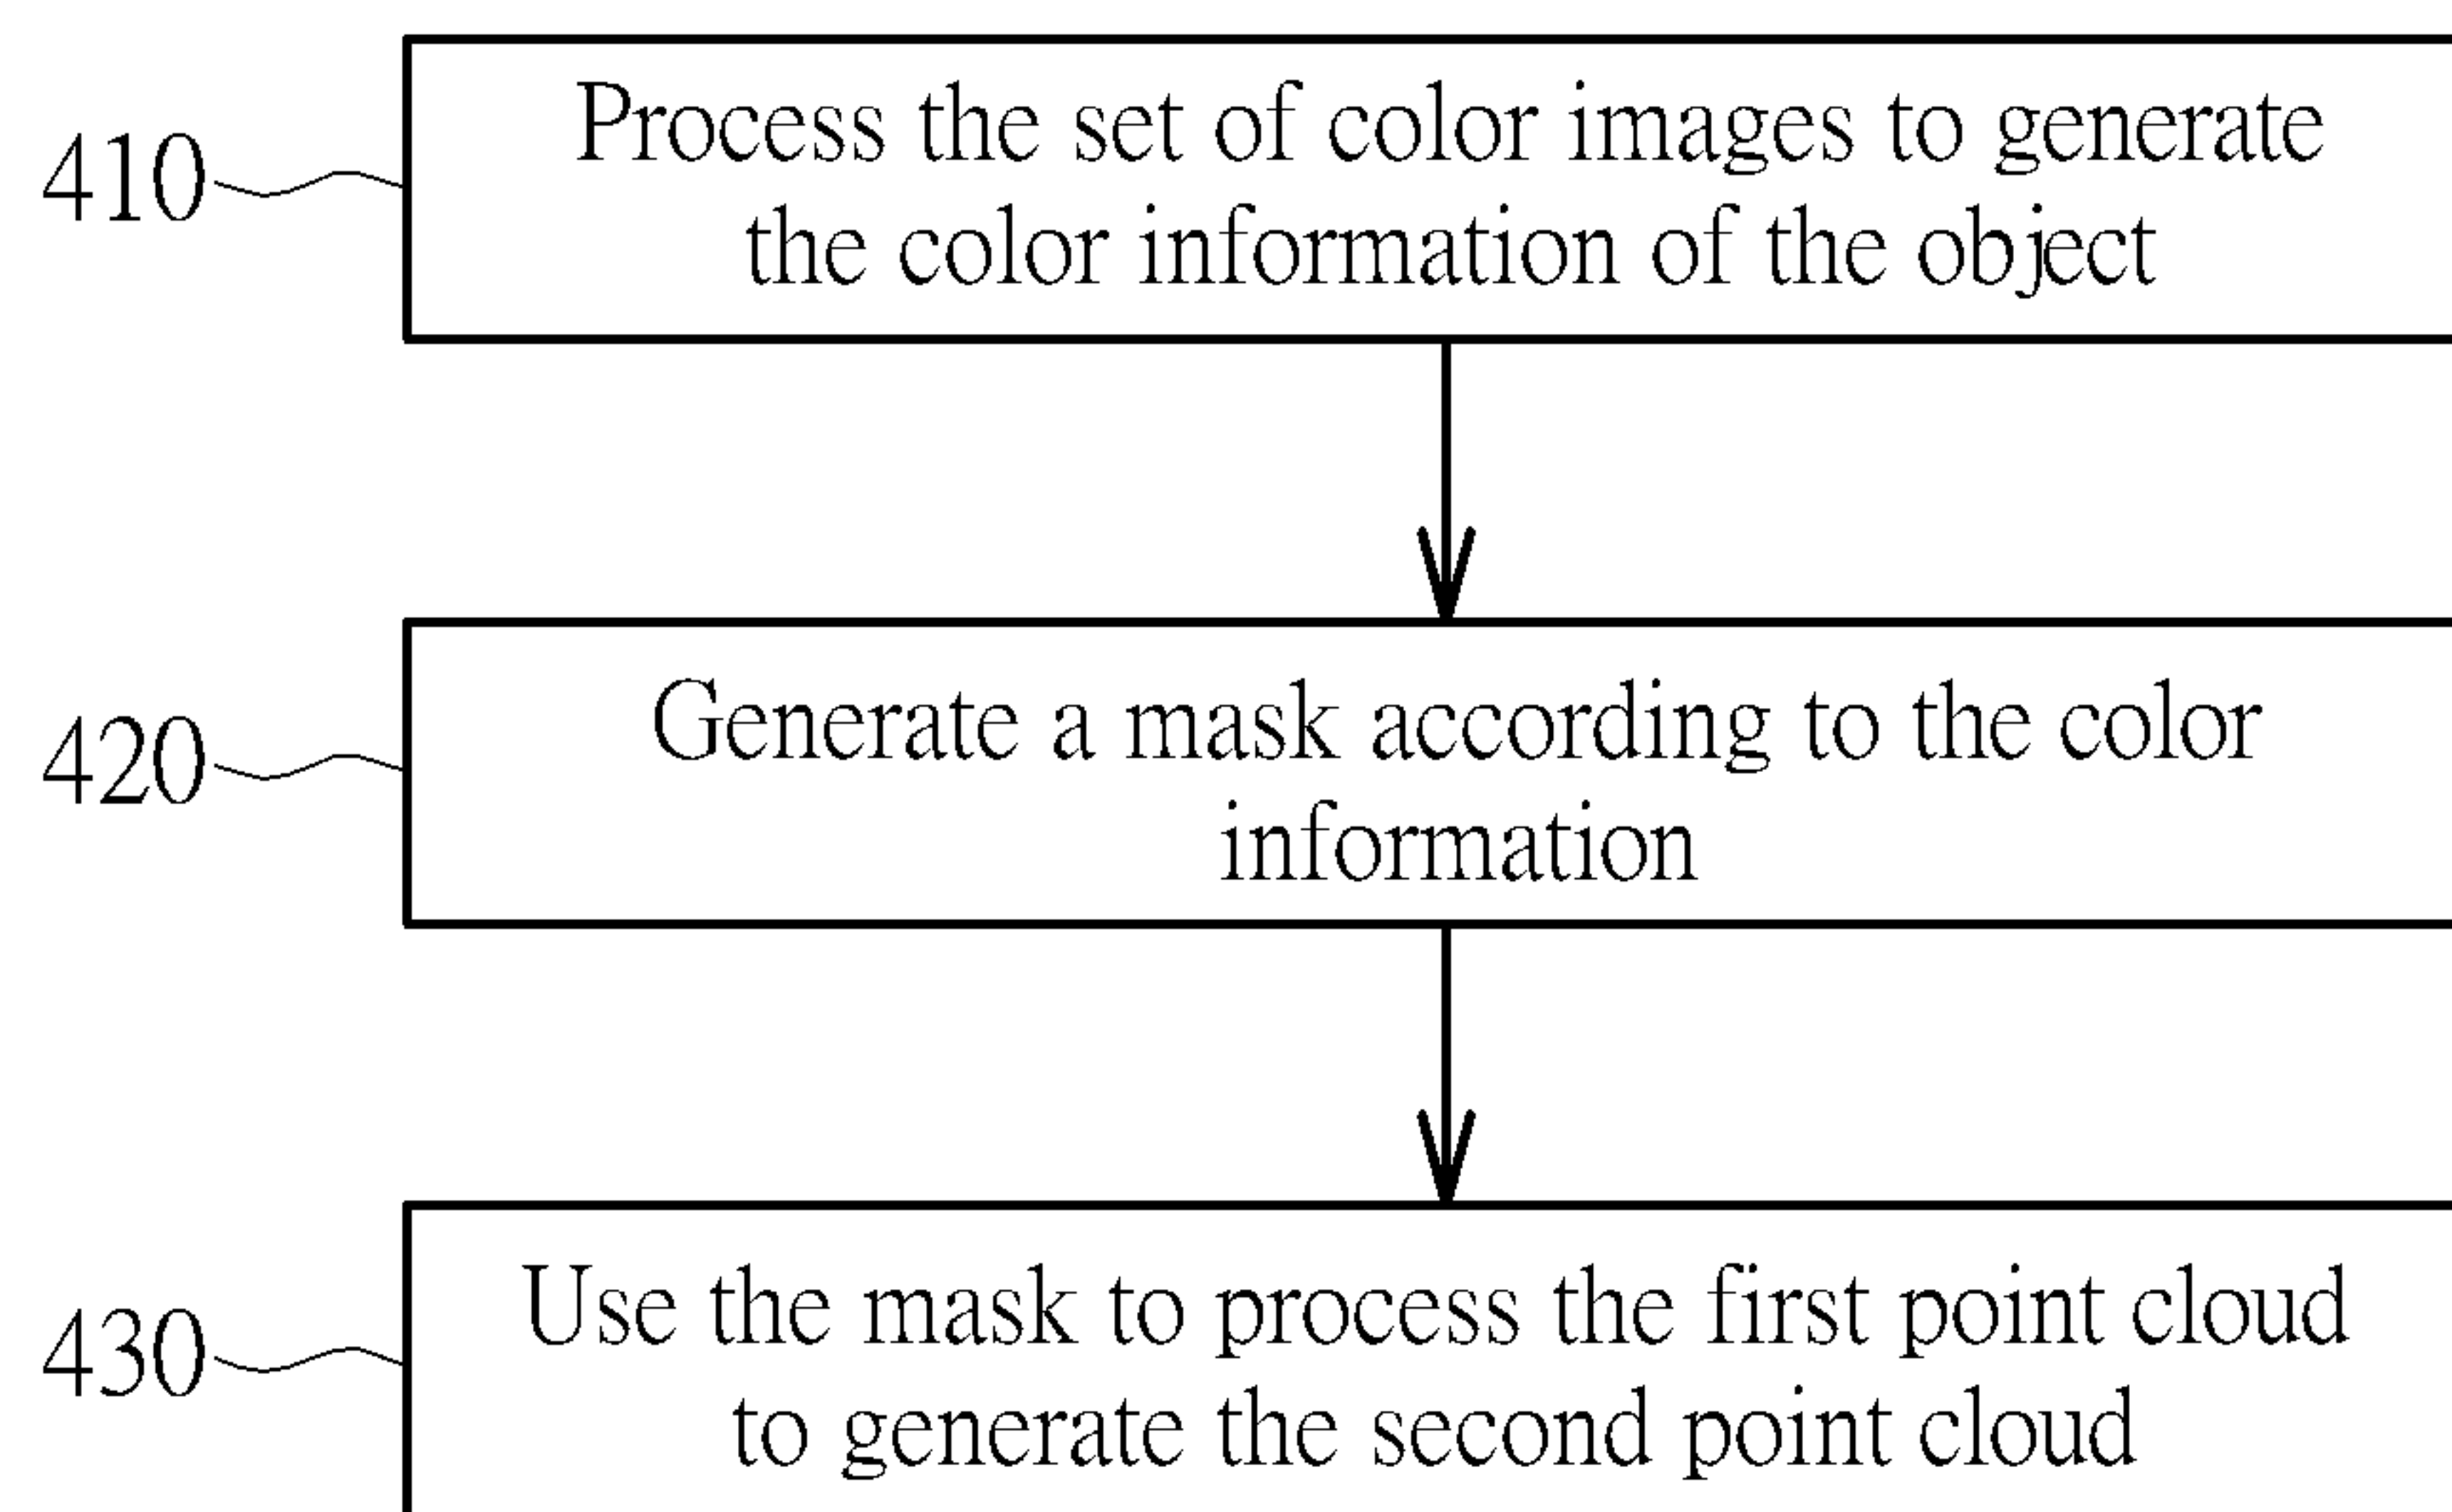 410
Process the set of color images to generate
the color information of the object
420
Generate a mask according to the color
information
430
Use the mask to process the first point cloud
to generate the second point cloud